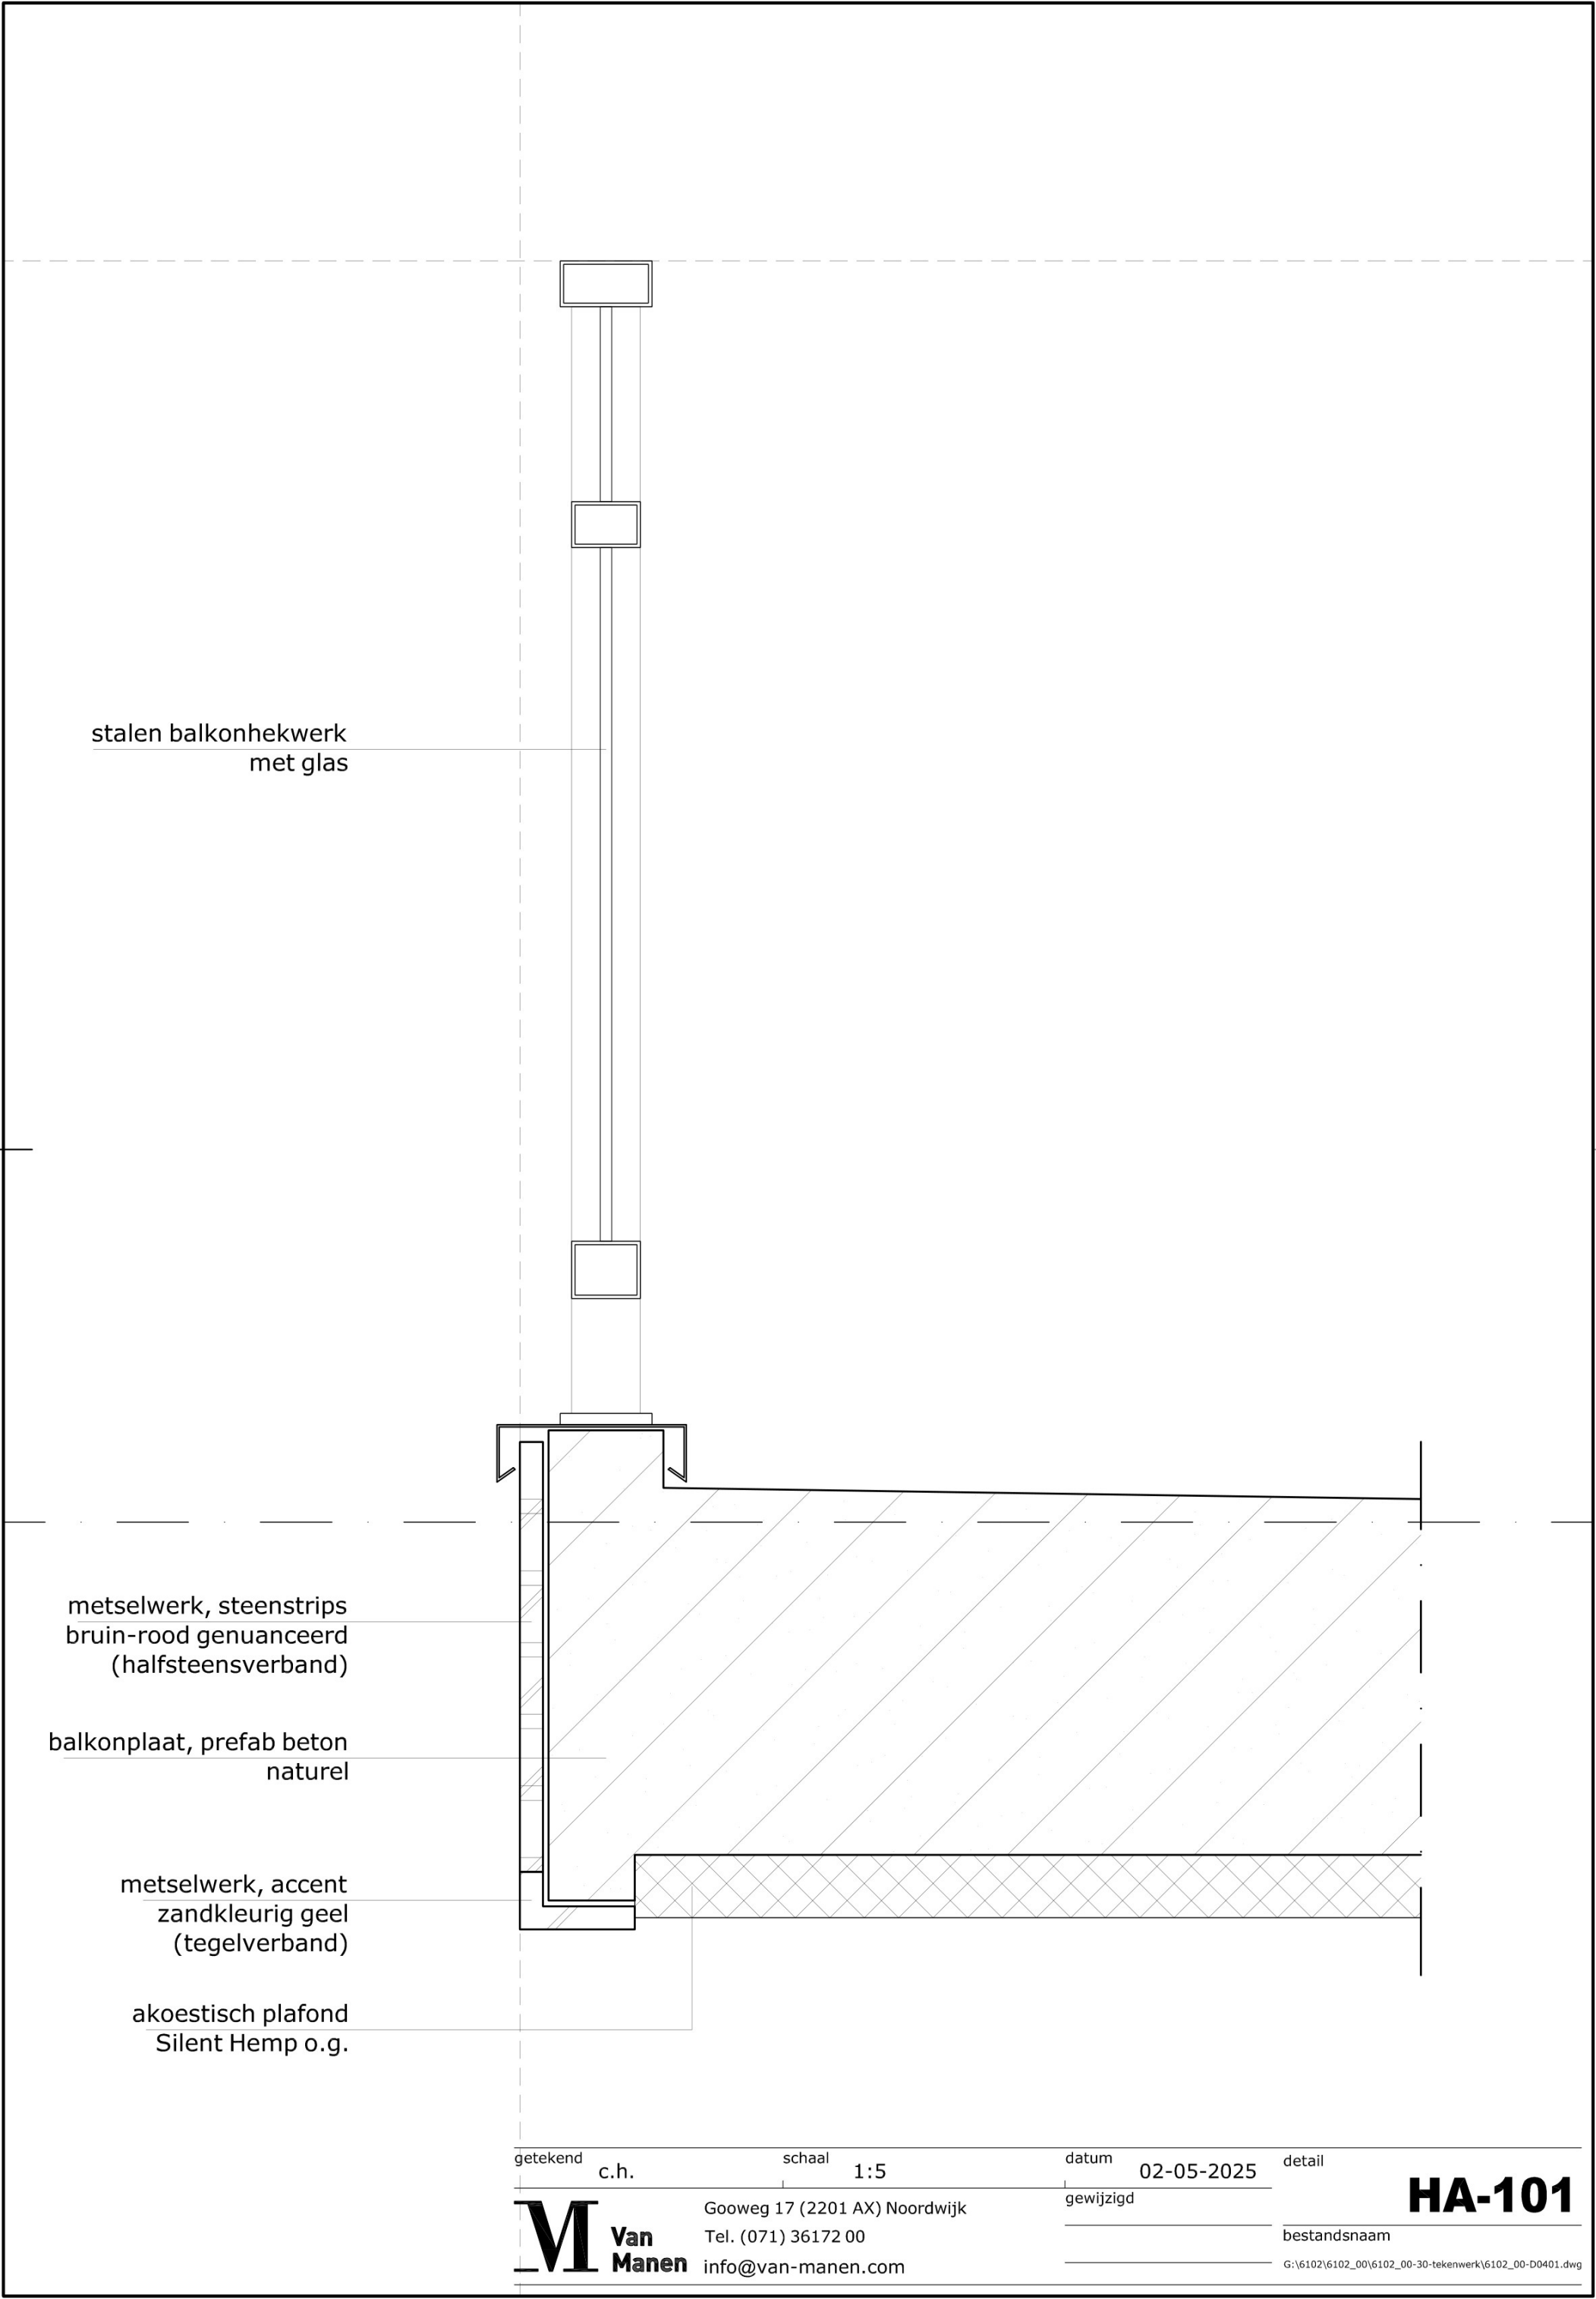 stalen balkonhekwerk
met glas
metselwerk, steenstrips
bruin-rood genuanceerd
(halfsteensverband)
balkonplaat, prefab beton
naturel
metselwerk, accent
zandkleurig geel
(tegelverband)
akoestisch plafond
Silent Hemp o.g.
getekend
c.h.
schaal
1:5
datum
02-05-2025
detail
HA-101
gewijzigd
bestandsnaam
G:\6102\6102_00\6102_00-30-tekenwerk\6102_00-D0401.dwg
M
Van
Manen
Gooweg 17 (2201 AX) Noordwijk
Tel. (071) 36172 00
info@van-manen.com